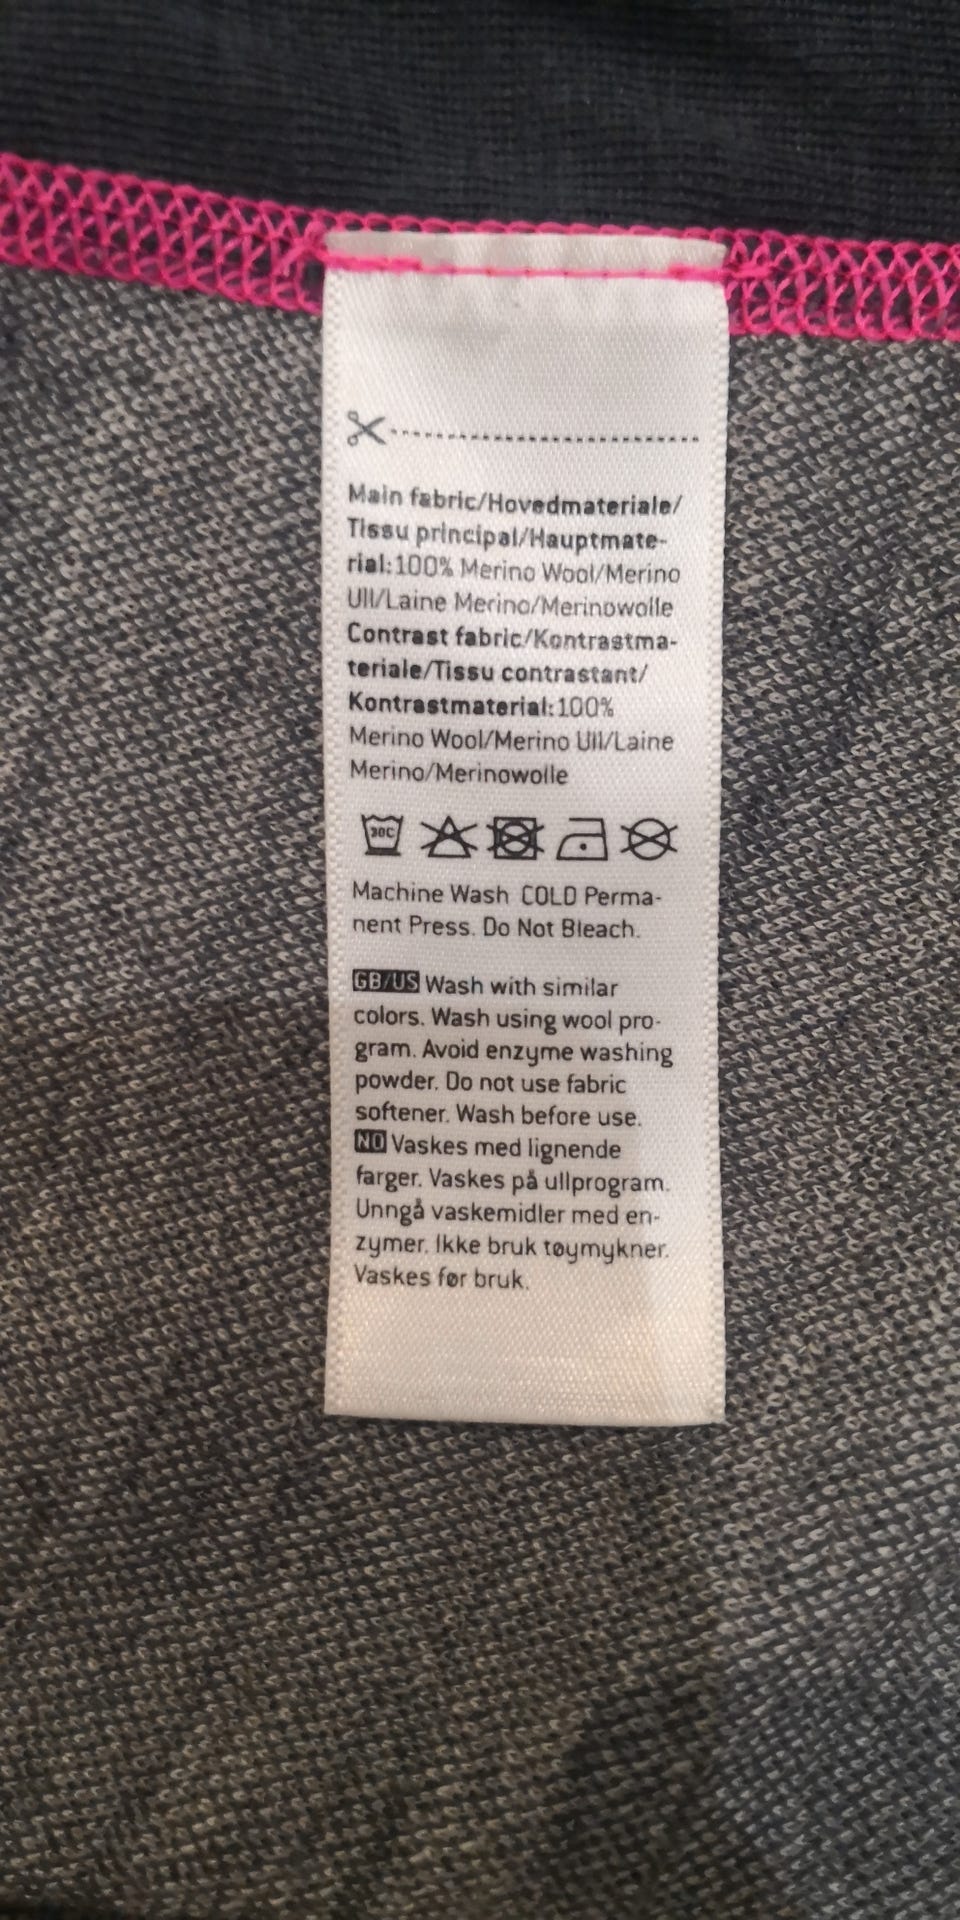 Main fabric/Hovedmateriale/
Tissu principal/Hauptmate-
rial:100% Merino Wool/Merino
Ull/Laine Merino/Merinowolle
Contrast fabric/Kontrastma-
teriale/Tissu contrastant/
Kontrastmaterial:100%
Merino Wool/Merino Ull/Laine
Merino/Merinowolle
30C
Machine Wash COLD Perma-
nent Press. Do Not Bleach.
GB/US Wash with similar
colors. Wash using wool pro-
gram. Avoid enzyme washing
powder. Do not use fabric
softener. Wash before use.
NO Vaskes med lignende
farger. Vaskes på ullprogram.
Unngå vaskemidler med en-
zymer. Ikke bruk tøymykner.
Vaskes før bruk.